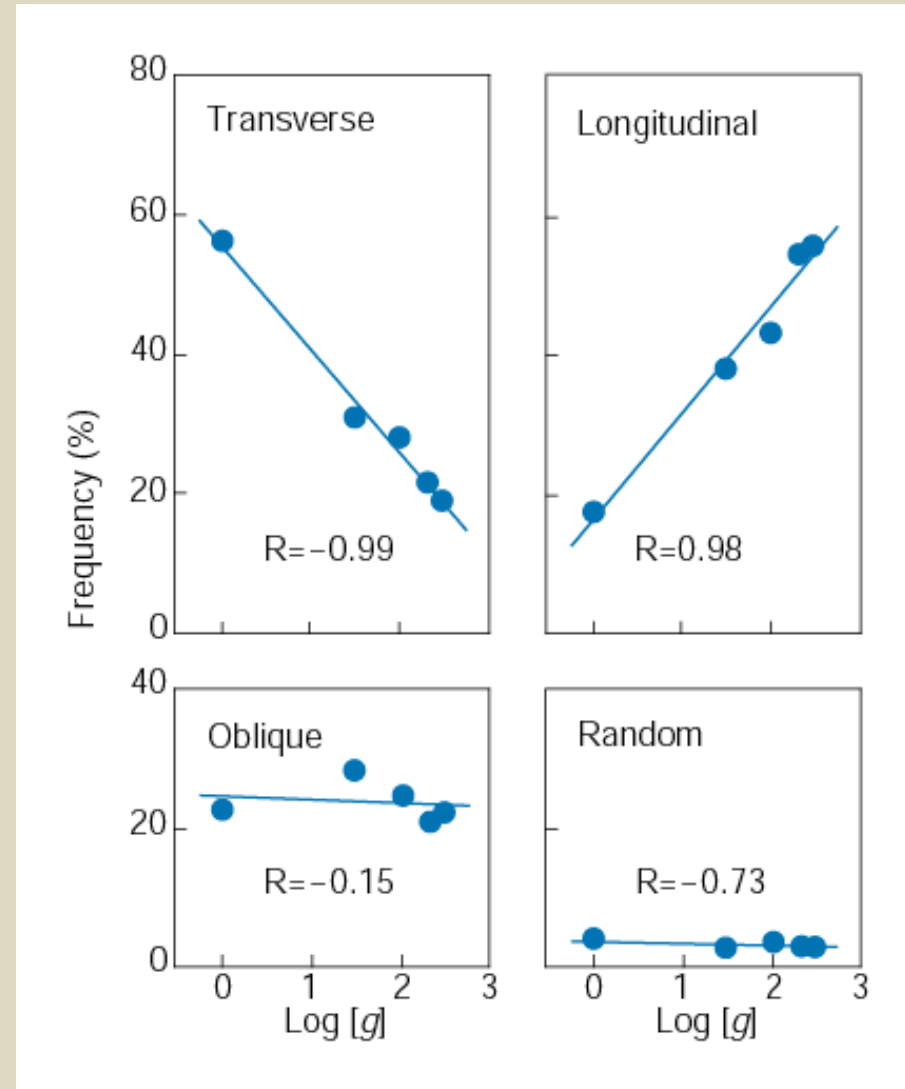 80
60
40
20
0
Frequency (%)
Transverse
R=−0.99
Longitudinal
R=0.98
40
20
0
Oblique
R=−0.15
0 1 2 3
Log [g]
Random
R=−0.73
0 1 2 3
Log [g]